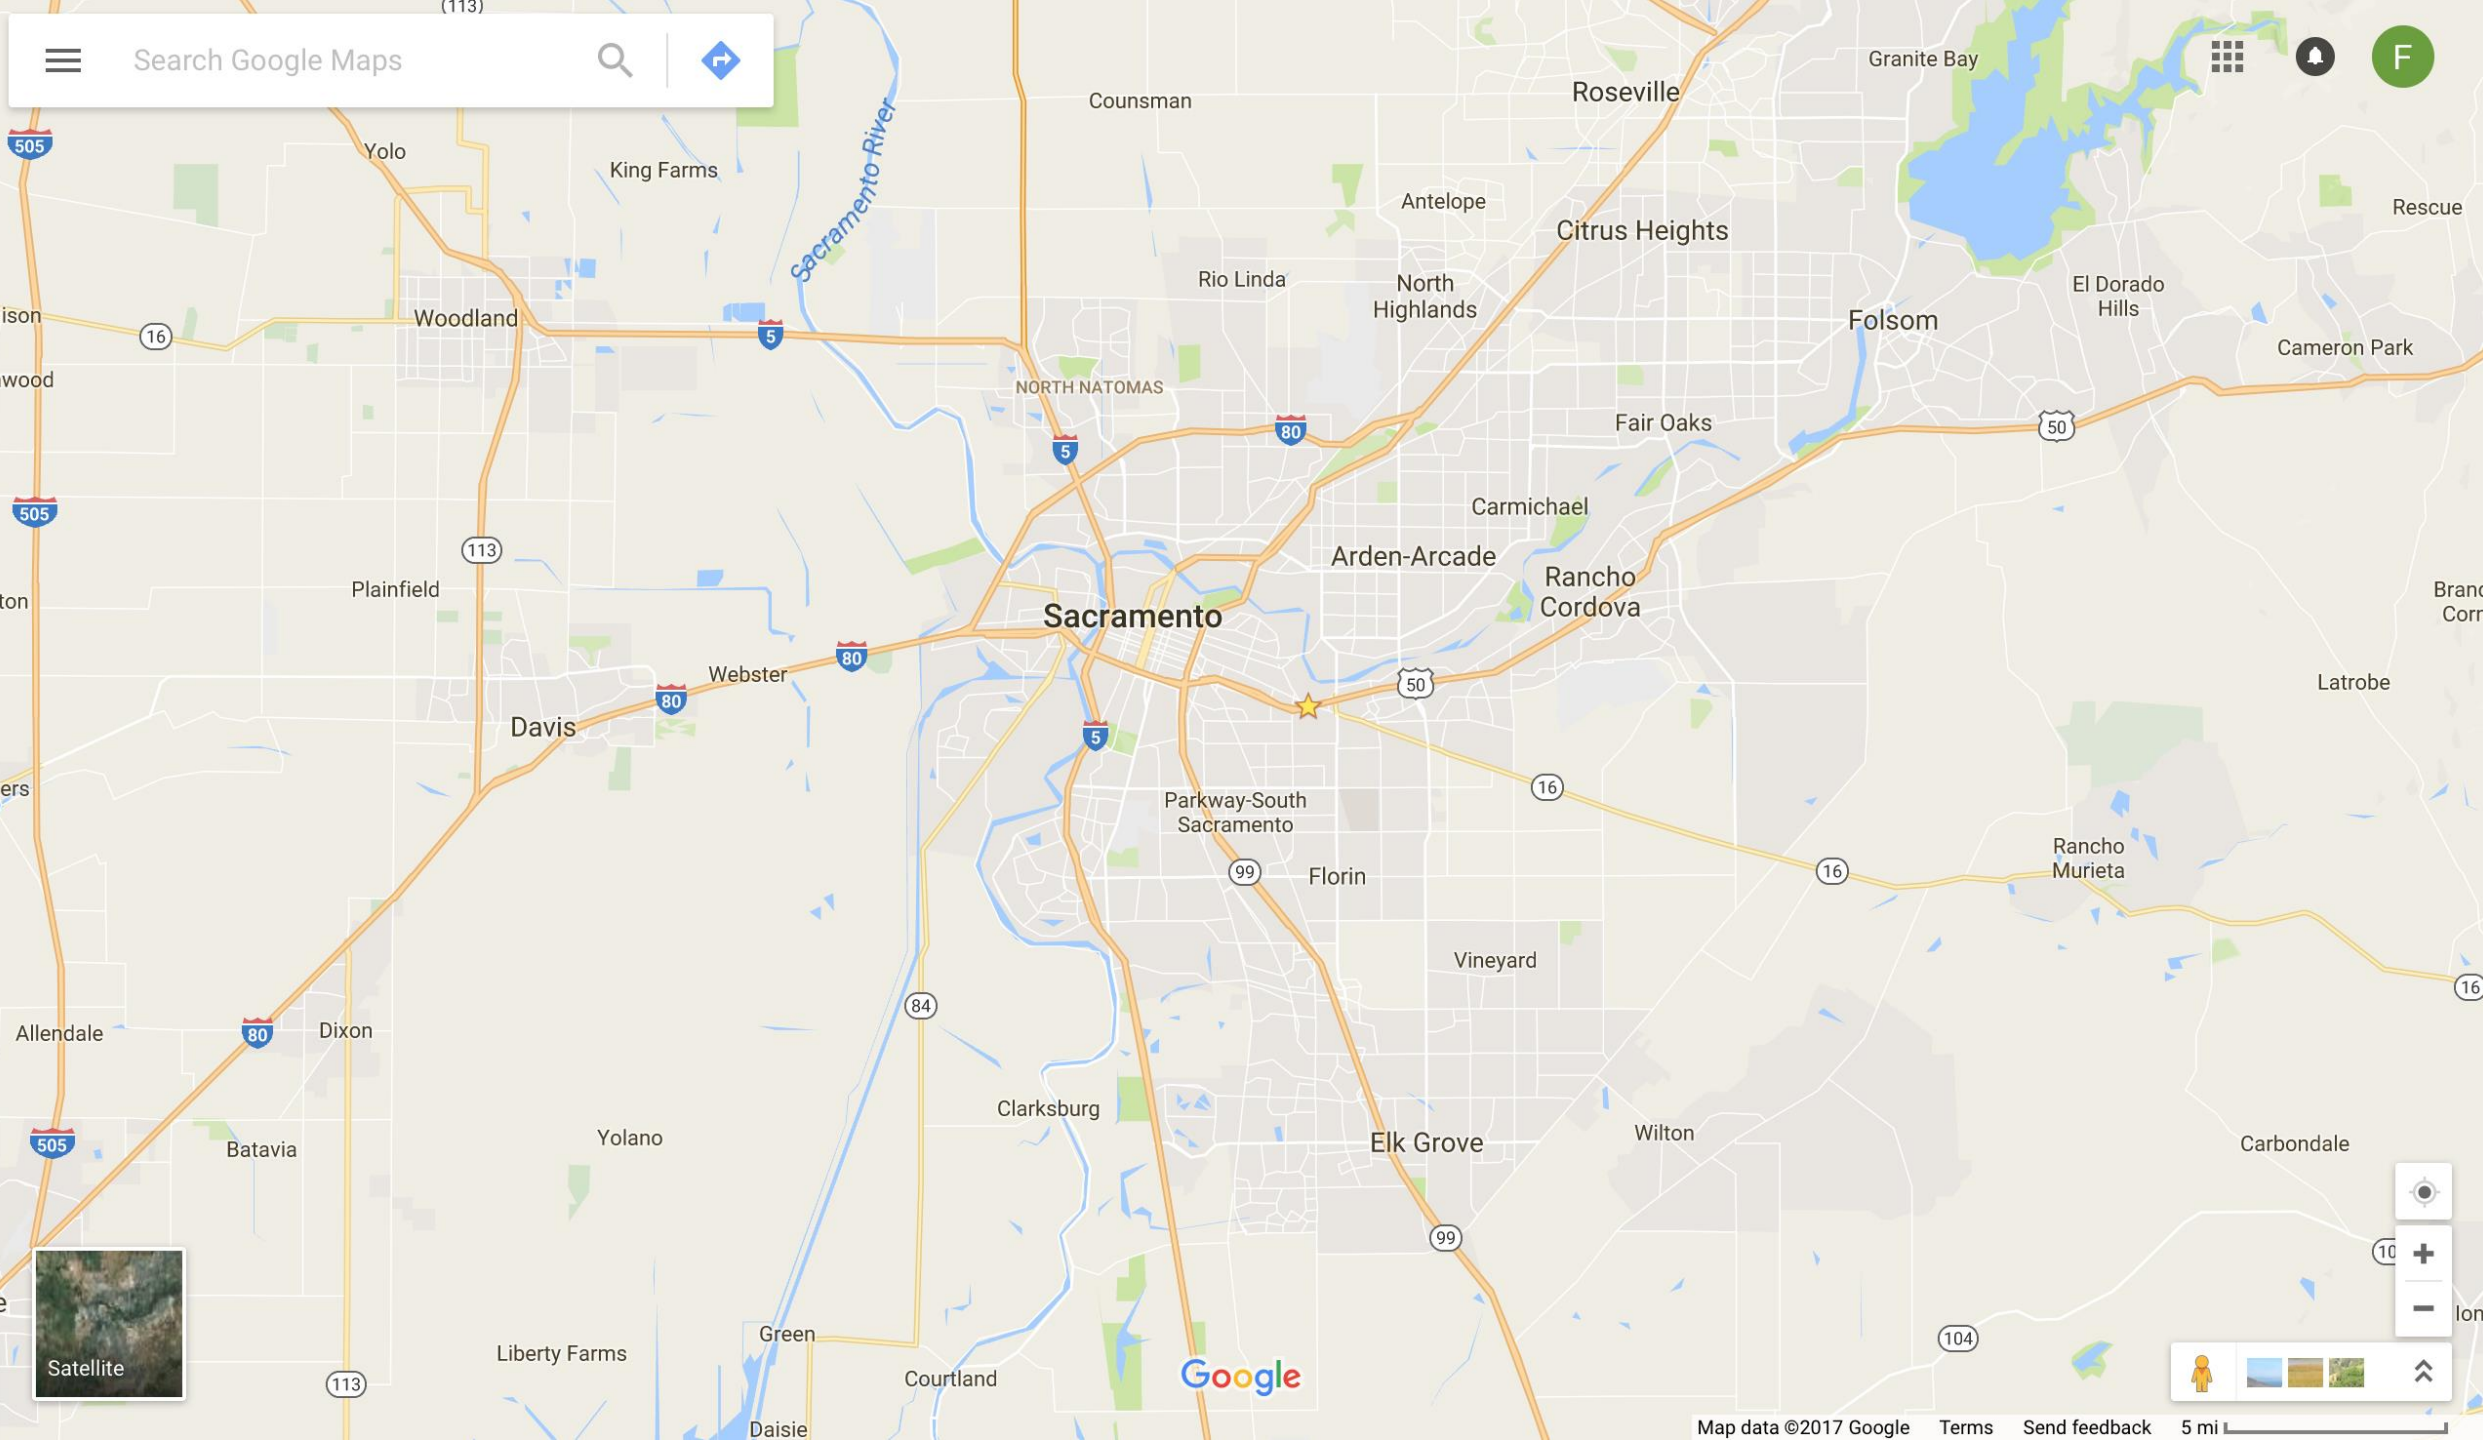 (113)
Search Google Maps
Granite Bay
F
Roseville
Counsman
505
Yolo
King Farms
Sacramento River
Antelope
Rescue
Citrus Heights
Rio Linda
North
Highlands
El Dorado
Hills
ison
16
Woodland
5
Folsom
Cameron Park
wood
NORTH NATOMAS
80
5
Fair Oaks
50
505
Carmichael
113
Arden-Arcade
Rancho
Cordova
Plainfield
ton
Sacramento
Branc
Corr
80
Webster
80
50
Latrobe
Davis
5
ers
16
Parkway-South
Sacramento
Rancho
Murieta
99
Florin
16
Vineyard
16
84
Allendale
80
Dixon
Clarksburg
505
Batavia
Yolano
Elk Grove
Wilton
Carbondale
99
10
e
lon
Green
104
Satellite
Liberty Farms
113
Courtland
Google
Daisie
Map data ©2017 Google
Terms
Send feedback
5 mi